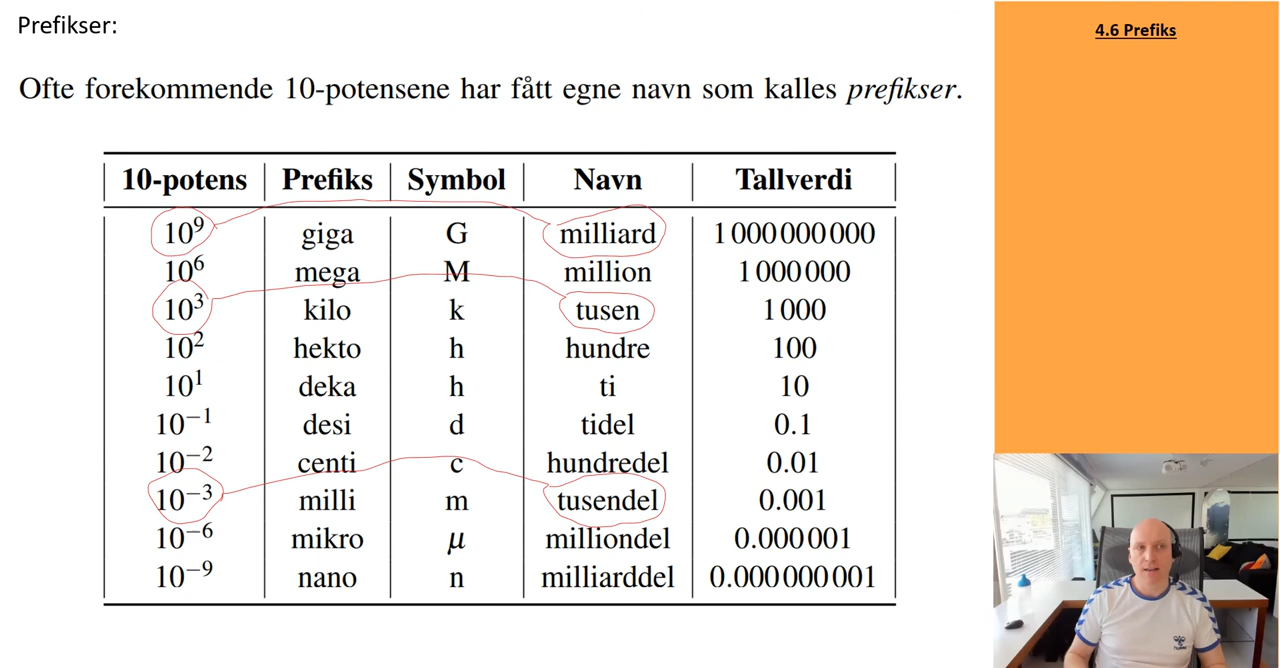 Prefikser:
4.6 Prefiks
Ofte forekommende 10-potensene har fått egne navn som kalles prefikser.
10-potens Prefiks Symbol Navn Tallverdi
10⁹ giga G milliard 1 000 000 000
10⁶ mega M million 1 000 000
10³ kilo k tusen 1 000
10² hekto h hundre 100
10¹ deka h ti 10
10⁻¹ desi d tidel 0.1
10⁻² centi c hundredel 0.01
10⁻³ milli m tusendel 0.001
10⁻⁶ mikro μ milliondel 0.000 001
10⁻⁹ nano n milliarddel 0.000 000 001